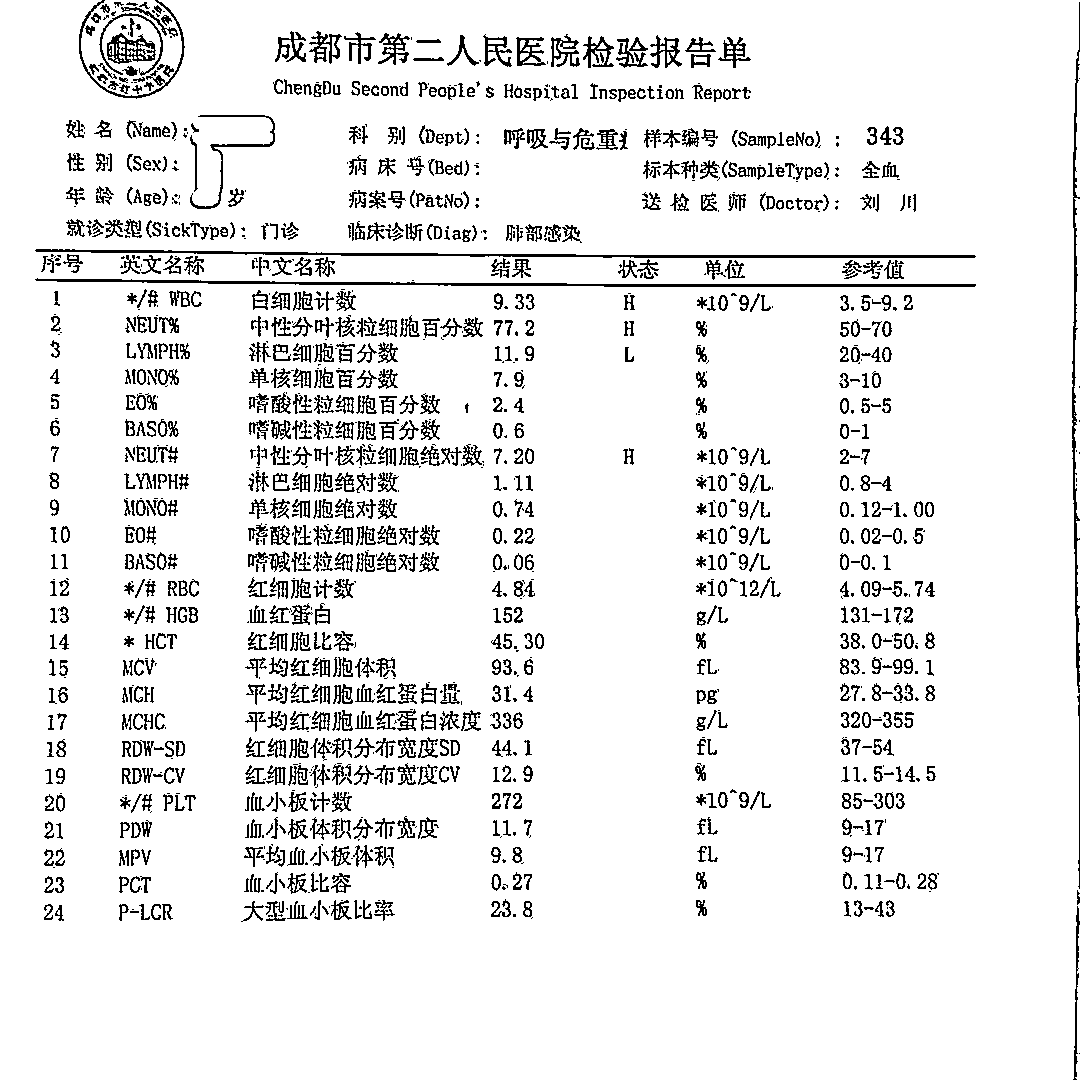 成都市第二人民医院检验报告单
ChengDu Second People's Hospital Inspection Report
姓 名 (Name): 科 别 (Dept): 呼吸与危重 样本编号 (SampleNo) : 343
性 别 (Sex): 病 床 号(Bed): 标本种类(SampleType): 全血
年 龄 (Age): 岁 病案号(PatNo): 送 检 医 师 (Doctor): 刘 川
就诊类型(SickType): 门诊 临床诊断(Diag): 肺部感染
序号 英文名称 中文名称 结果 状态 单位 参考值
1 */# WBC 白细胞计数 9.33 H *10^9/L 3.5-9.2
2 NEUT% 中性分叶核粒细胞百分数 77.2 H % 50-70
3 LYMPH% 淋巴细胞百分数 11.9 L % 20-40
4 MONO% 单核细胞百分数 7.9 % 3-10
5 EO% 嗜酸性粒细胞百分数 2.4 % 0.5-5
6 BASO% 嗜碱性粒细胞百分数 0.6 % 0-1
7 NEUT# 中性分叶核粒细胞绝对数 7.20 H *10^9/L 2-7
8 LYMPH# 淋巴细胞绝对数 1.11 *10^9/L 0.8-4
9 MONO# 单核细胞绝对数 0.74 *10^9/L 0.12-1.00
10 EO# 嗜酸性粒细胞绝对数 0.22 *10^9/L 0.02-0.5
11 BASO# 嗜碱性粒细胞绝对数 0.06 *10^9/L 0-0.1
12 */# RBC 红细胞计数 4.84 *10^12/L 4.09-5.74
13 */# HGB 血红蛋白 152 g/L 131-172
14 * HCT 红细胞比容 45.30 % 38.0-50.8
15 MCV 平均红细胞体积 93.6 fL 83.9-99.1
16 MCH 平均红细胞血红蛋白量 31.4 pg 27.8-33.8
17 MCHC 平均红细胞血红蛋白浓度 336 g/L 320-355
18 RDW-SD 红细胞体积分布宽度SD 44.1 fL 37-54
19 RDW-CV 红细胞体积分布宽度CV 12.9 % 11.5-14.5
20 */# PLT 血小板计数 272 *10^9/L 85-303
21 PDW 血小板体积分布宽度 11.7 fL 9-17
22 MPV 平均血小板体积 9.8 fL 9-17
23 PCT 血小板比容 0.27 % 0.11-0.28
24 P-LCR 大型血小板比率 23.8 % 13-43